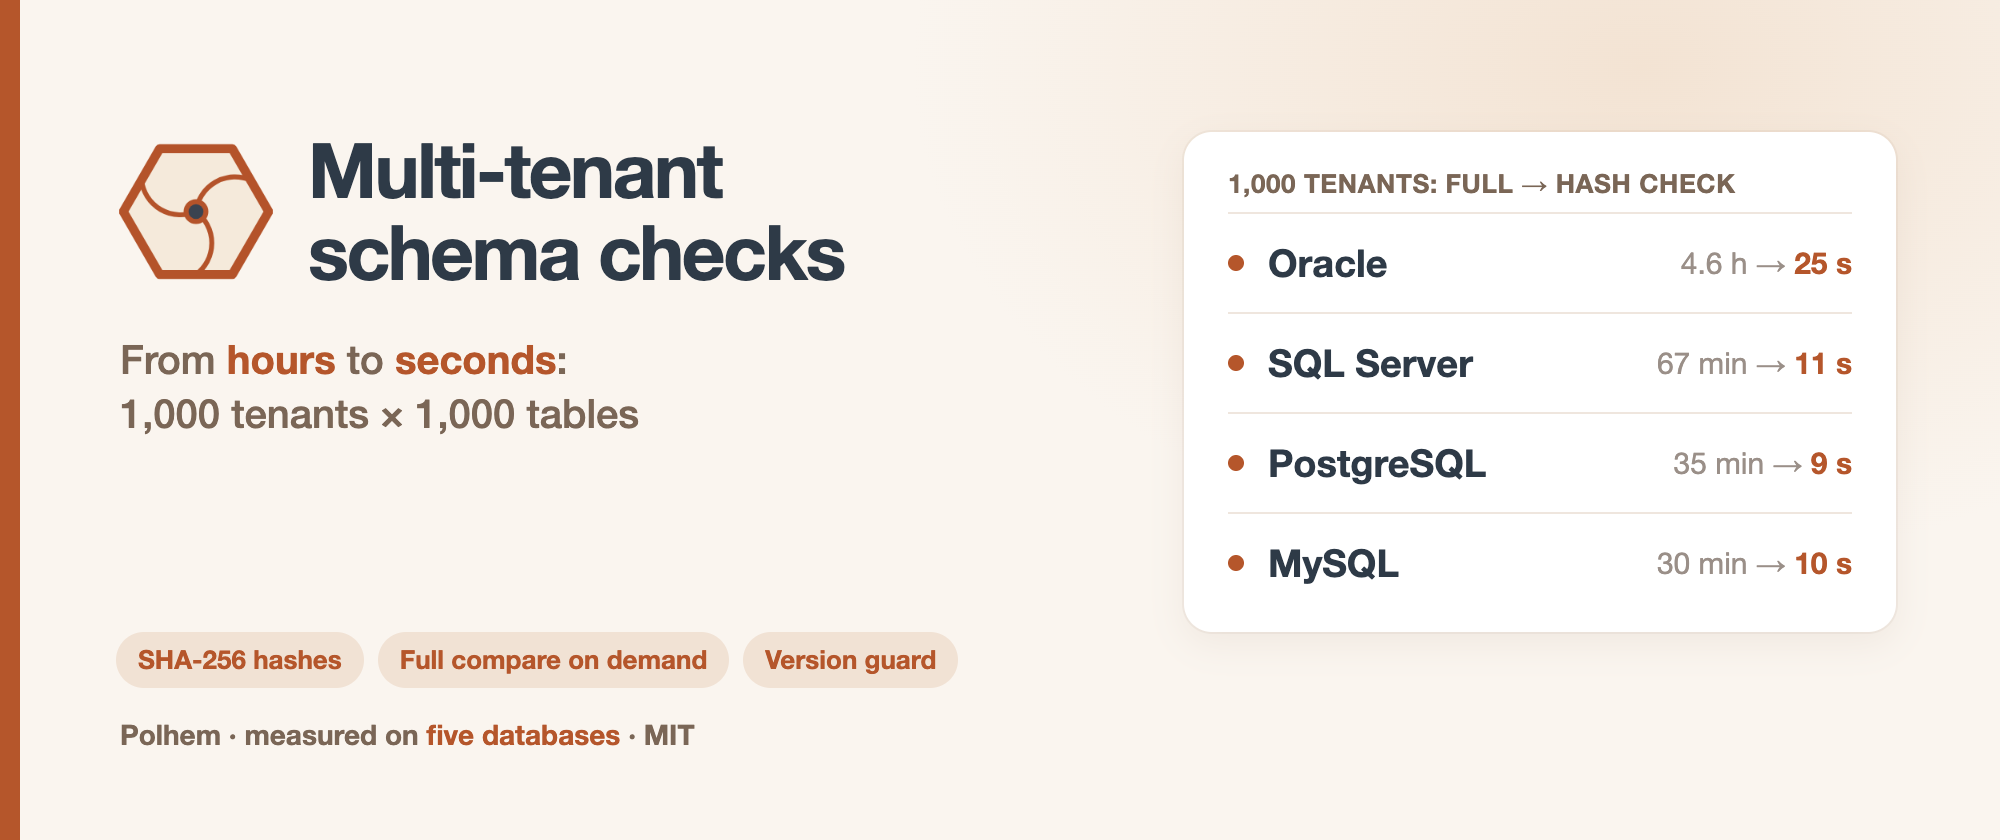 Multi-tenant
schema checks
From hours to seconds:
1,000 tenants × 1,000 tables
SHA-256 hashes
Full compare on demand
Version guard
Polhem · measured on five databases · MIT
1,000 TENANTS: FULL → HASH CHECK
Oracle 4.6 h → 25 s
SQL Server 67 min → 11 s
PostgreSQL 35 min → 9 s
MySQL 30 min → 10 s